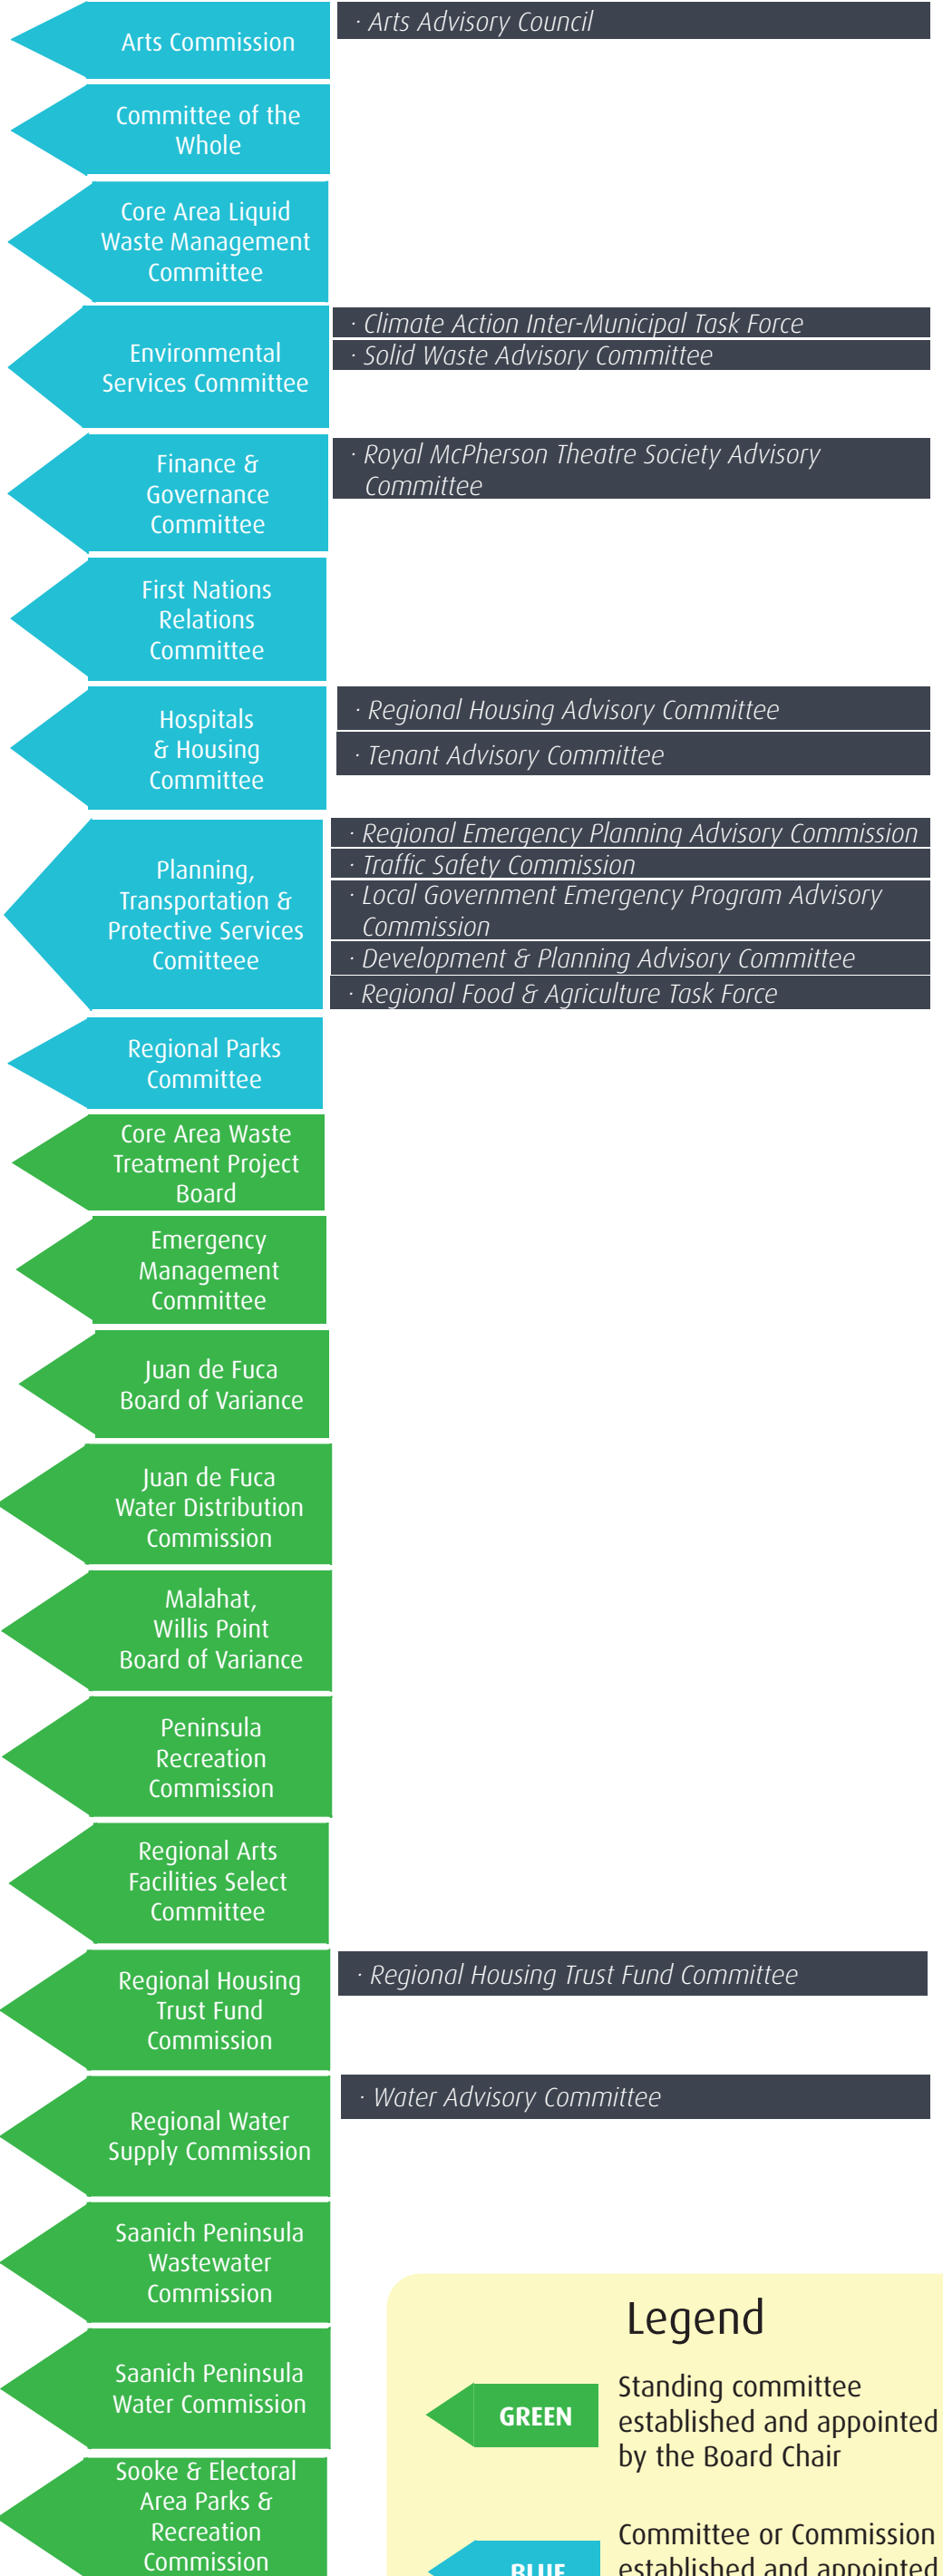 Arts Commission
· Arts Advisory Council
Committee of the
Whole
Core Area Liquid
Waste Management
Committee
Environmental
Services Committee
· Climate Action Inter-Municipal Task Force
· Solid Waste Advisory Committee
Finance &
Governance
Committee
· Royal McPherson Theatre Society Advisory
Committee
First Nations
Relations
Committee
Hospitals
& Housing
Committee
· Regional Housing Advisory Committee
· Tenant Advisory Committee
Planning,
Transportation &
Protective Services
Comitteee
· Regional Emergency Planning Advisory Commission
· Traffic Safety Commission
· Local Government Emergency Program Advisory
Commission
· Development & Planning Advisory Committee
· Regional Food & Agriculture Task Force
Regional Parks
Committee
Core Area Waste
Treatment Project
Board
Emergency
Management
Committee
Juan de Fuca
Board of Variance
Juan de Fuca
Water Distribution
Commission
Malahat,
Willis Point
Board of Variance
Peninsula
Recreation
Commission
Regional Arts
Facilities Select
Committee
Regional Housing
Trust Fund
Commission
· Regional Housing Trust Fund Committee
Regional Water
Supply Commission
· Water Advisory Committee
Saanich Peninsula
Wastewater
Commission
Saanich Peninsula
Water Commission
Sooke & Electoral
Area Parks &
Recreation
Commission
Legend
GREEN
Standing committee
established and appointed
by the Board Chair
BLUE
Committee or Commission
established and appointed